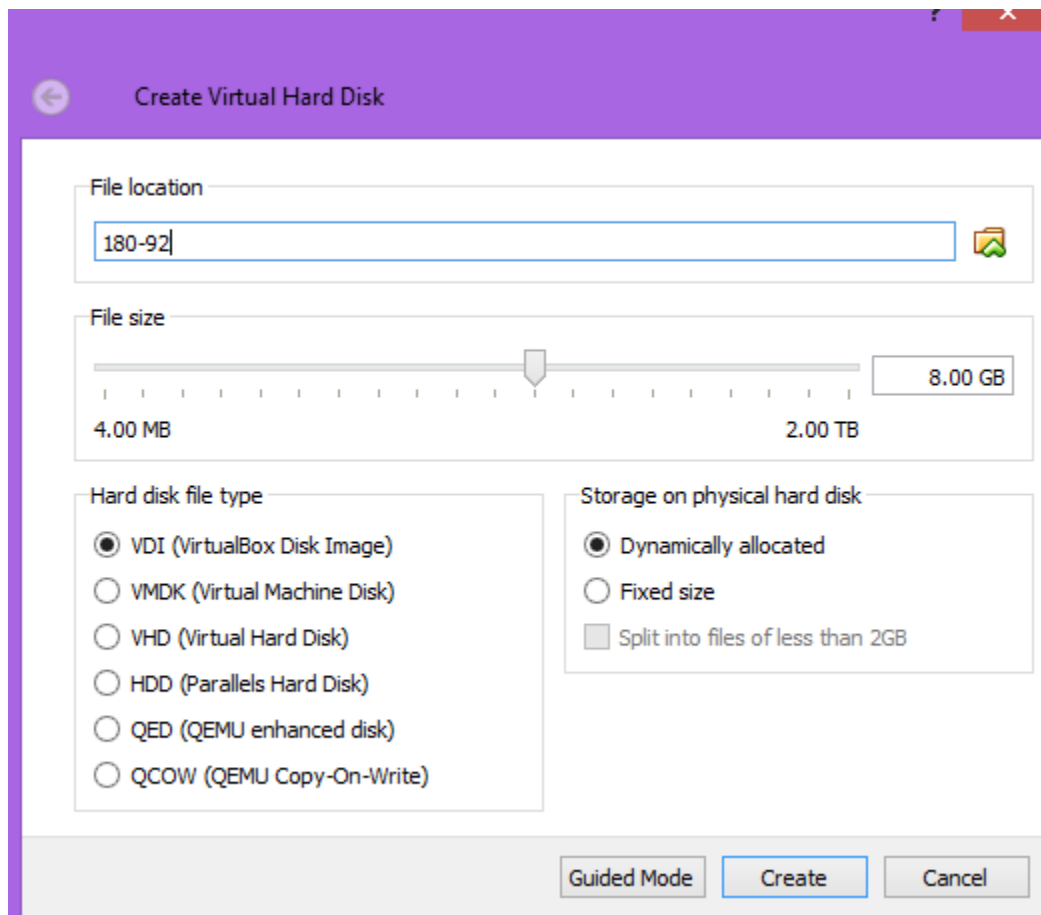 ?
Create Virtual Hard Disk
File location
180-92
File size
8.00 GB
4.00 MB 2.00 TB
Hard disk file type
VDI (VirtualBox Disk Image)
VMDK (Virtual Machine Disk)
VHD (Virtual Hard Disk)
HDD (Parallels Hard Disk)
QED (QEMU enhanced disk)
QCOW (QEMU Copy-On-Write)
Storage on physical hard disk
Dynamically allocated
Fixed size
Split into files of less than 2GB
Guided Mode Create Cancel